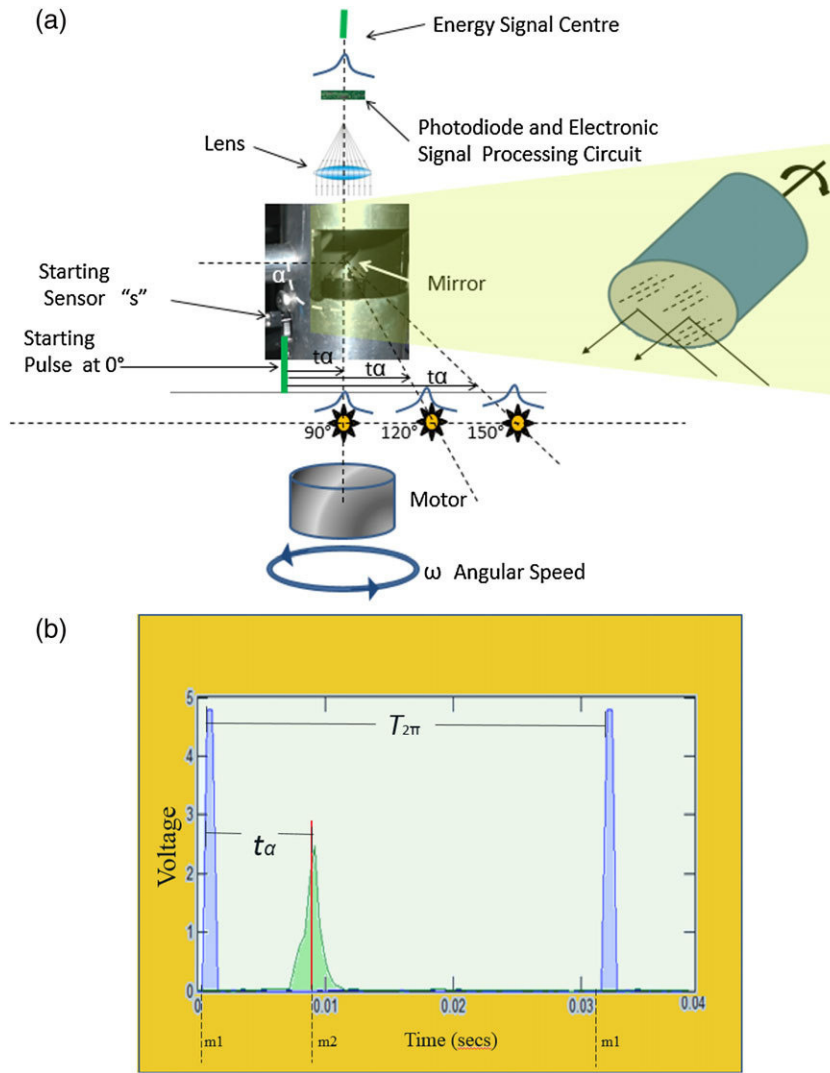 (a)
Energy Signal Centre
Photodiode and Electronic
Signal Processing Circuit
Lens
Starting
Sensor “s”
α
Mirror
Starting
Pulse at 0°
tα
tα
tα
90°
120°
150°
Motor
ω Angular Speed
(b)
5
4
3
2
1
0
Voltage
T2π
tα
0
0.01
0.02
0.03
0.04
m1
m2
Time (secs)
m1